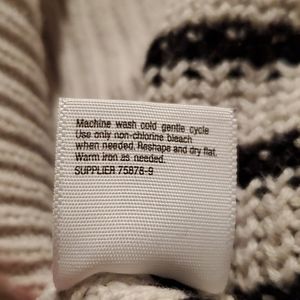 Machine wash cold gentle cycle
Use only non-chlorine bleach
when needed. Reshape and dry flat.
Warm iron as needed.
SUPPLIER 75876-9